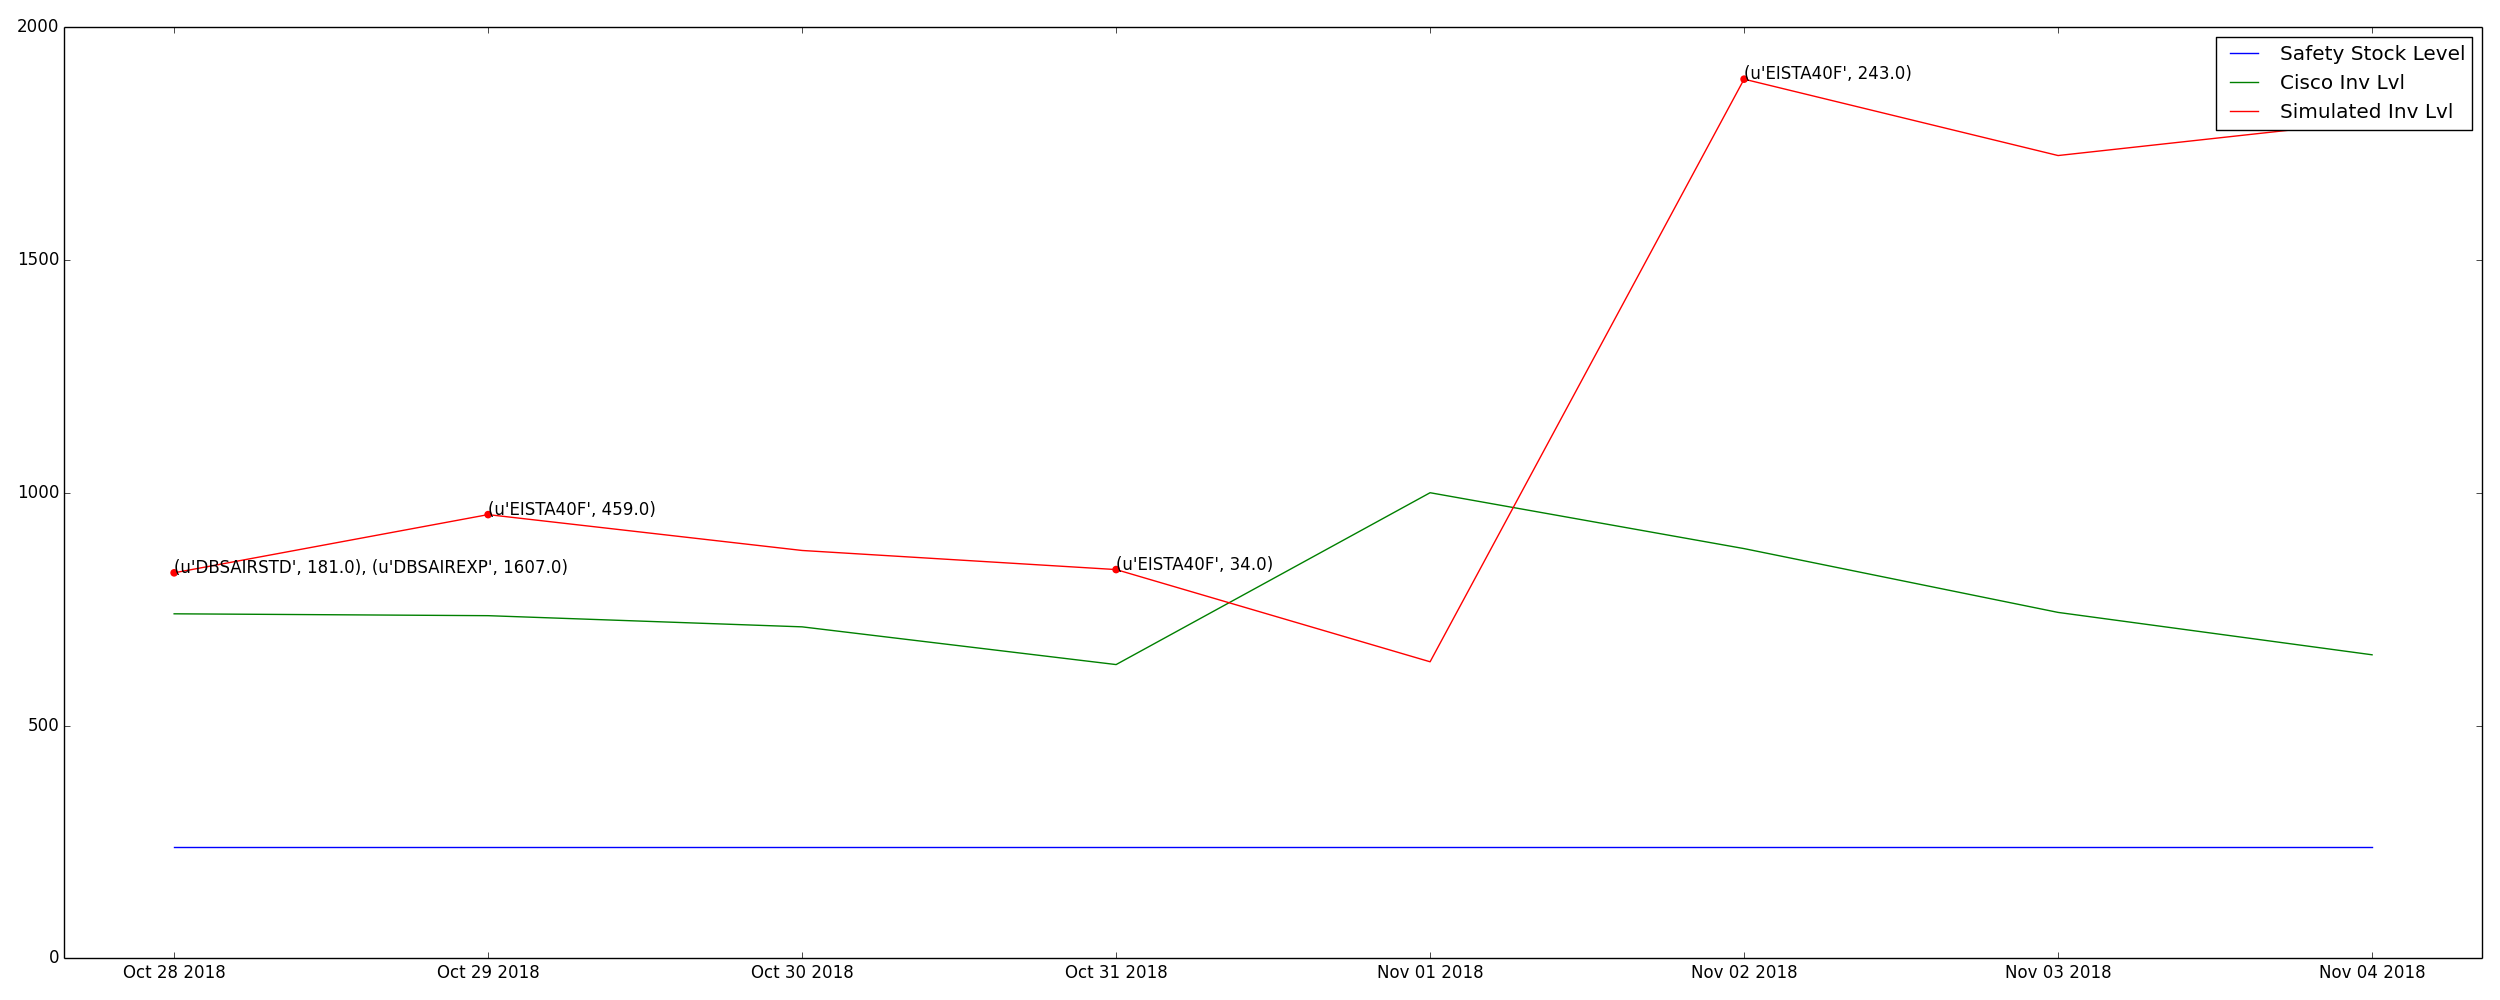 2000
1500
1000
500
0
Safety Stock Level
Cisco Inv Lvl
Simulated Inv Lvl
(u'EISTA40F', 243.0)
(u'EISTA40F', 459.0)
(u'DBSAIRSTD', 181.0), (u'DBSAIREXP', 1607.0)
(u'EISTA40F', 34.0)
Oct 28 2018
Oct 29 2018
Oct 30 2018
Oct 31 2018
Nov 01 2018
Nov 02 2018
Nov 03 2018
Nov 04 2018